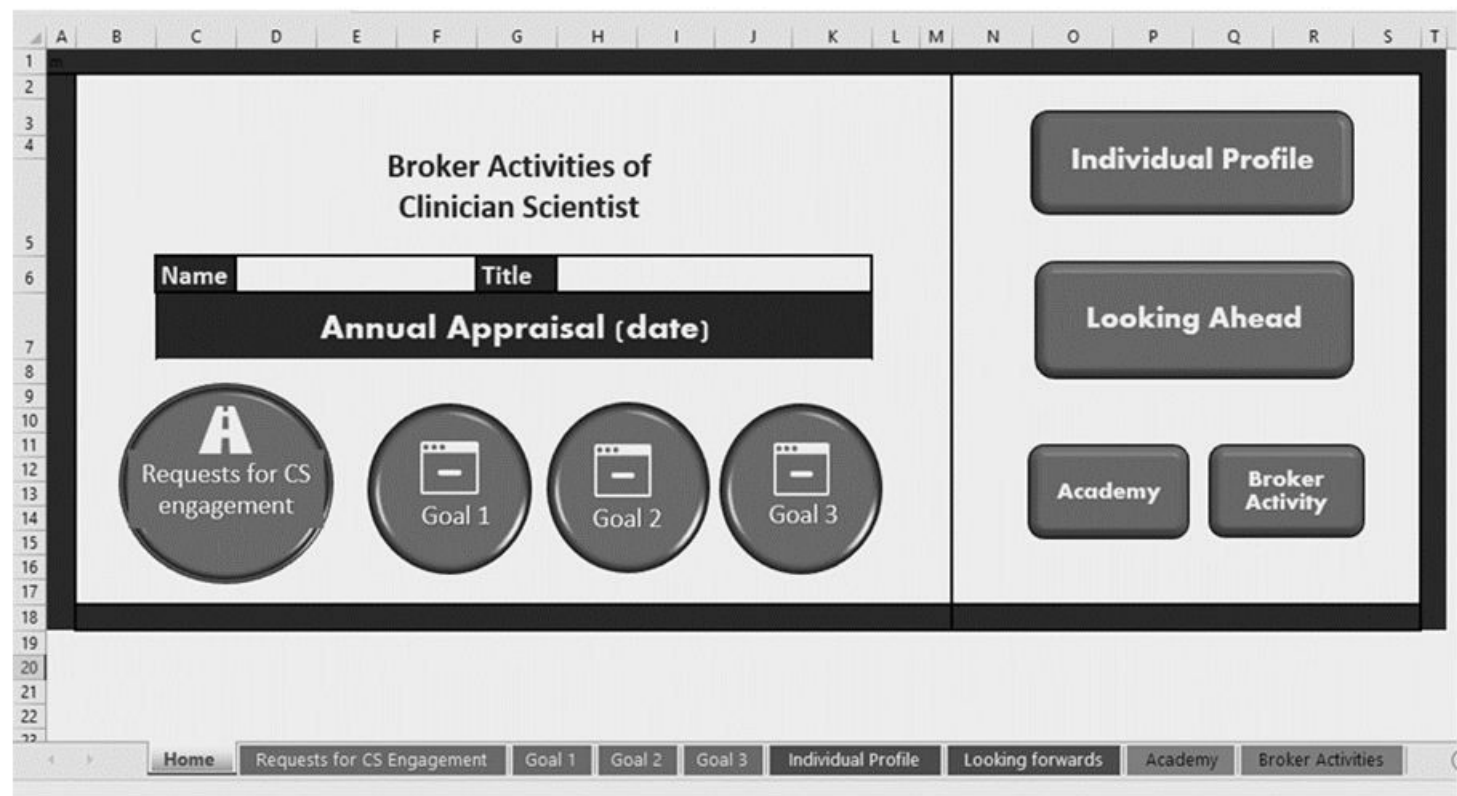 A B C D E F G H I J K L M N O P Q R S T
1
2
3
4
5
6
7
8
9
10
11
12
13
14
15
16
17
18
19
20
21
22
Broker Activities of
Clinician Scientist
Name Title
Annual Appraisal (date)
Requests for CS
engagement
Goal 1
Goal 2
Goal 3
Individual Profile
Looking Ahead
Academy
Broker
Activity
Home Requests for CS Engagement Goal 1 Goal 2 Goal 3 Individual Profile Looking forwards Academy Broker Activities